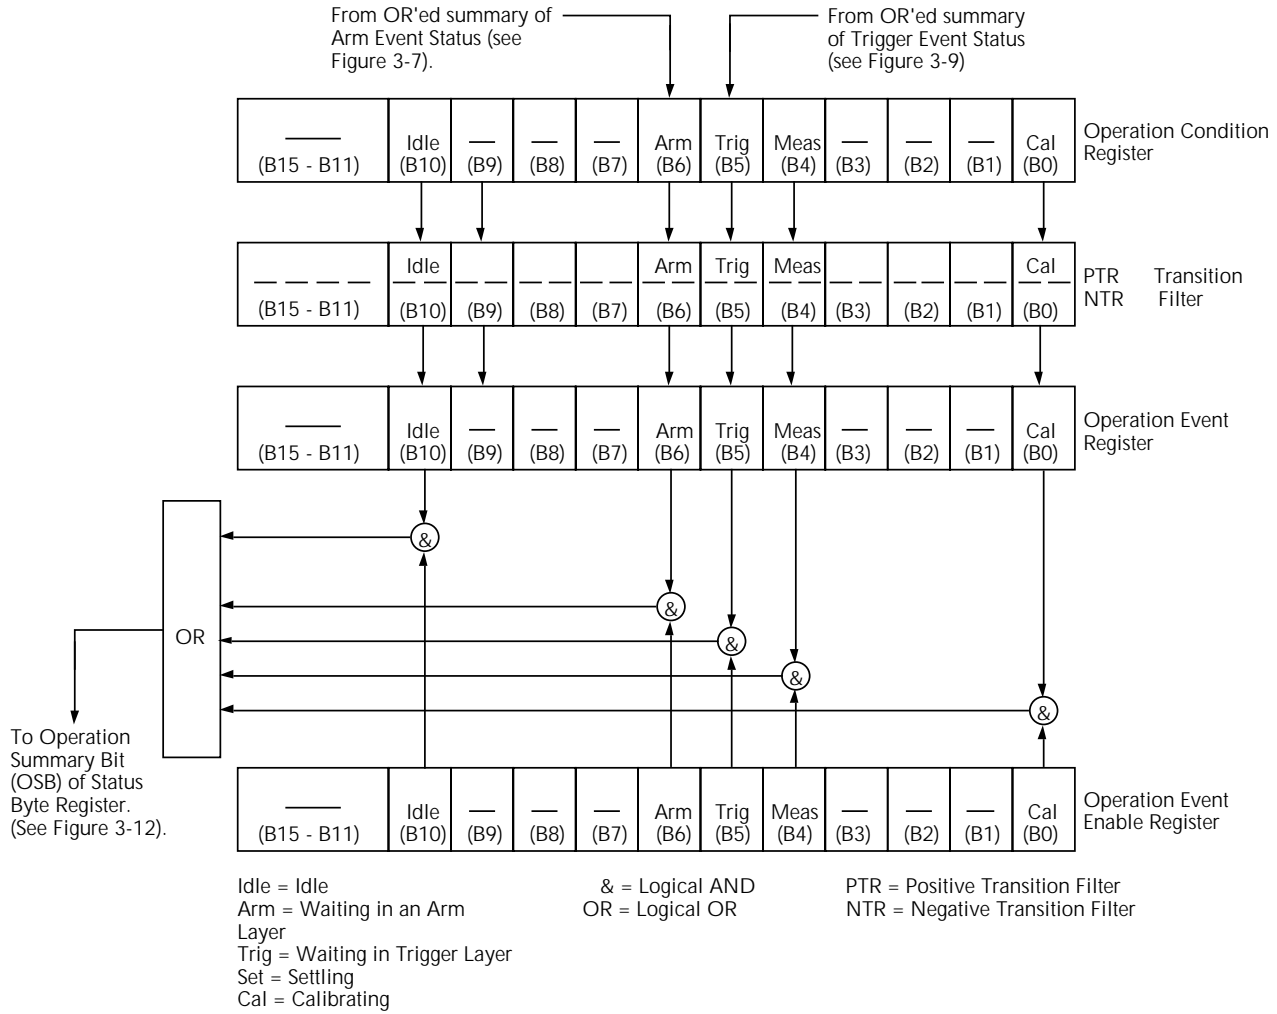 From OR'ed summary of
Arm Event Status (see
Figure 3-7).
From OR'ed summary
of Trigger Event Status
(see Figure 3-9)
Idle Arm Trig Meas Cal
(B15 - B11) (B10) (B9) (B8) (B7) (B6) (B5) (B4) (B3) (B2) (B1) (B0)
Operation Condition
Register
Idle Arm Trig Meas Cal
(B15 - B11) (B10) (B9) (B8) (B7) (B6) (B5) (B4) (B3) (B2) (B1) (B0)
PTR Transition
NTR Filter
Idle Arm Trig Meas Cal
(B15 - B11) (B10) (B9) (B8) (B7) (B6) (B5) (B4) (B3) (B2) (B1) (B0)
Operation Event
Register
&
&
&
&
&
OR
To Operation
Summary Bit
(OSB) of Status
Byte Register.
(See Figure 3-12).
Idle Arm Trig Meas Cal
(B15 - B11) (B10) (B9) (B8) (B7) (B6) (B5) (B4) (B3) (B2) (B1) (B0)
Operation Event
Enable Register
Idle = Idle
Arm = Waiting in an Arm
Layer
Trig = Waiting in Trigger Layer
Set = Settling
Cal = Calibrating
& = Logical AND
OR = Logical OR
PTR = Positive Transition Filter
NTR = Negative Transition Filter